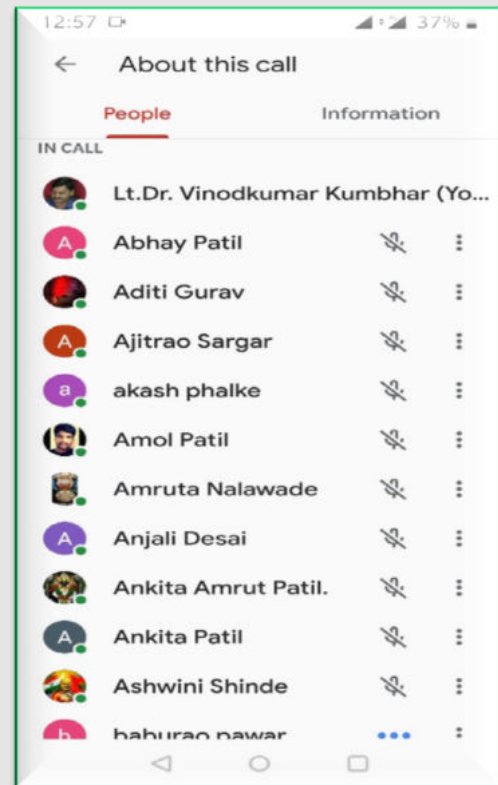 12:57 37%
About this call
People Information
IN CALL
Lt.Dr. Vinodkumar Kumbhar (Yo...
A Abhay Patil
Aditi Gurav
A Ajitrao Sargar
a akash phalke
Amol Patil
Amruta Nalawade
A Anjali Desai
Ankita Amrut Patil.
A Ankita Patil
Ashwini Shinde
b baburao pawar